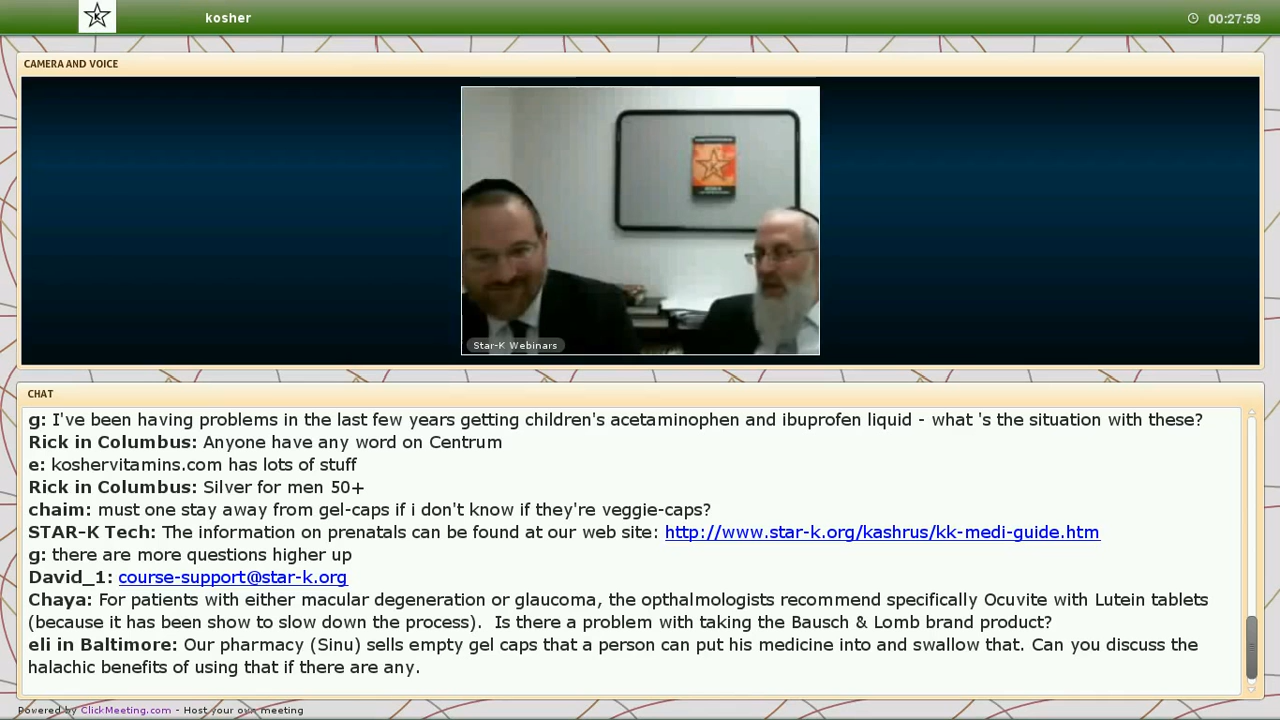 K
kosher
00:27:59
CAMERA AND VOICE
Star-K Webinars
CHAT
g: I've been having problems in the last few years getting children's acetaminophen and ibuprofen liquid - what 's the situation with these?
Rick in Columbus: Anyone have any word on Centrum
e: koshervitamins.com has lots of stuff
Rick in Columbus: Silver for men 50+
chaim: must one stay away from gel-caps if i don't know if they're veggie-caps?
STAR-K Tech: The information on prenatals can be found at our web site: http://www.star-k.org/kashrus/kk-medi-guide.htm
g: there are more questions higher up
David_1: course-support@star-k.org
Chaya: For patients with either macular degeneration or glaucoma, the opthalmologists recommend specifically Ocuvite with Lutein tablets
(because it has been show to slow down the process).  Is there a problem with taking the Bausch & Lomb brand product?
eli in Baltimore: Our pharmacy (Sinu) sells empty gel caps that a person can put his medicine into and swallow that. Can you discuss the
halachic benefits of using that if there are any.
Powered by ClickMeeting.com - Host your own meeting